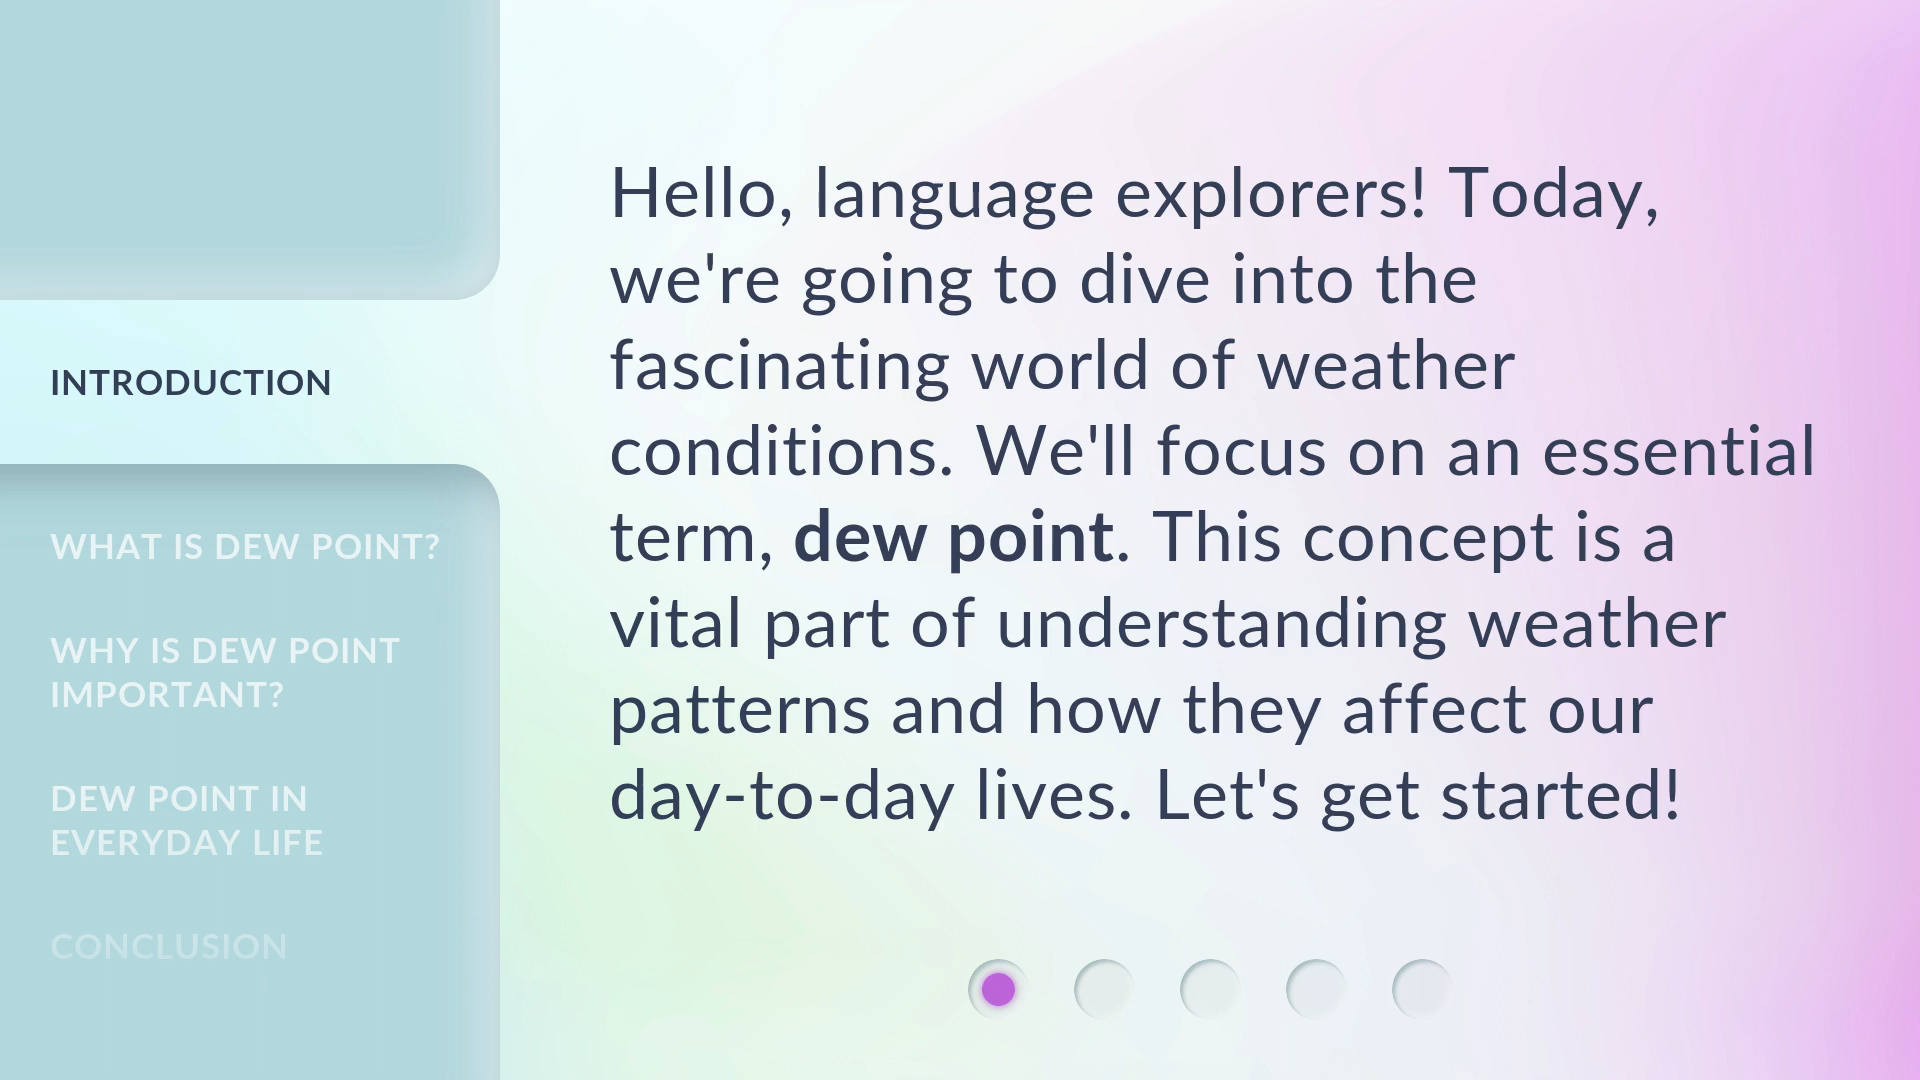 INTRODUCTION
WHAT IS DEW POINT?
WHY IS DEW POINT
IMPORTANT?
DEW POINT IN
EVERYDAY LIFE
CONCLUSION
Hello, language explorers! Today,
we're going to dive into the
fascinating world of weather
conditions. We'll focus on an essential
term, dew point. This concept is a
vital part of understanding weather
patterns and how they affect our
day-to-day lives. Let's get started!